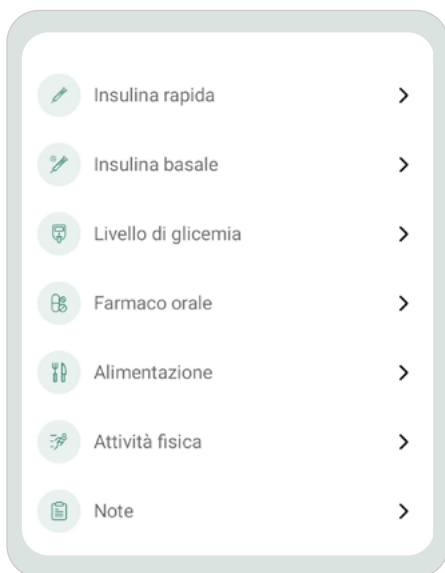 Insulina rapida
Insulina basale
Livello di glicemia
Farmaco orale
Alimentazione
Attività fisica
Note